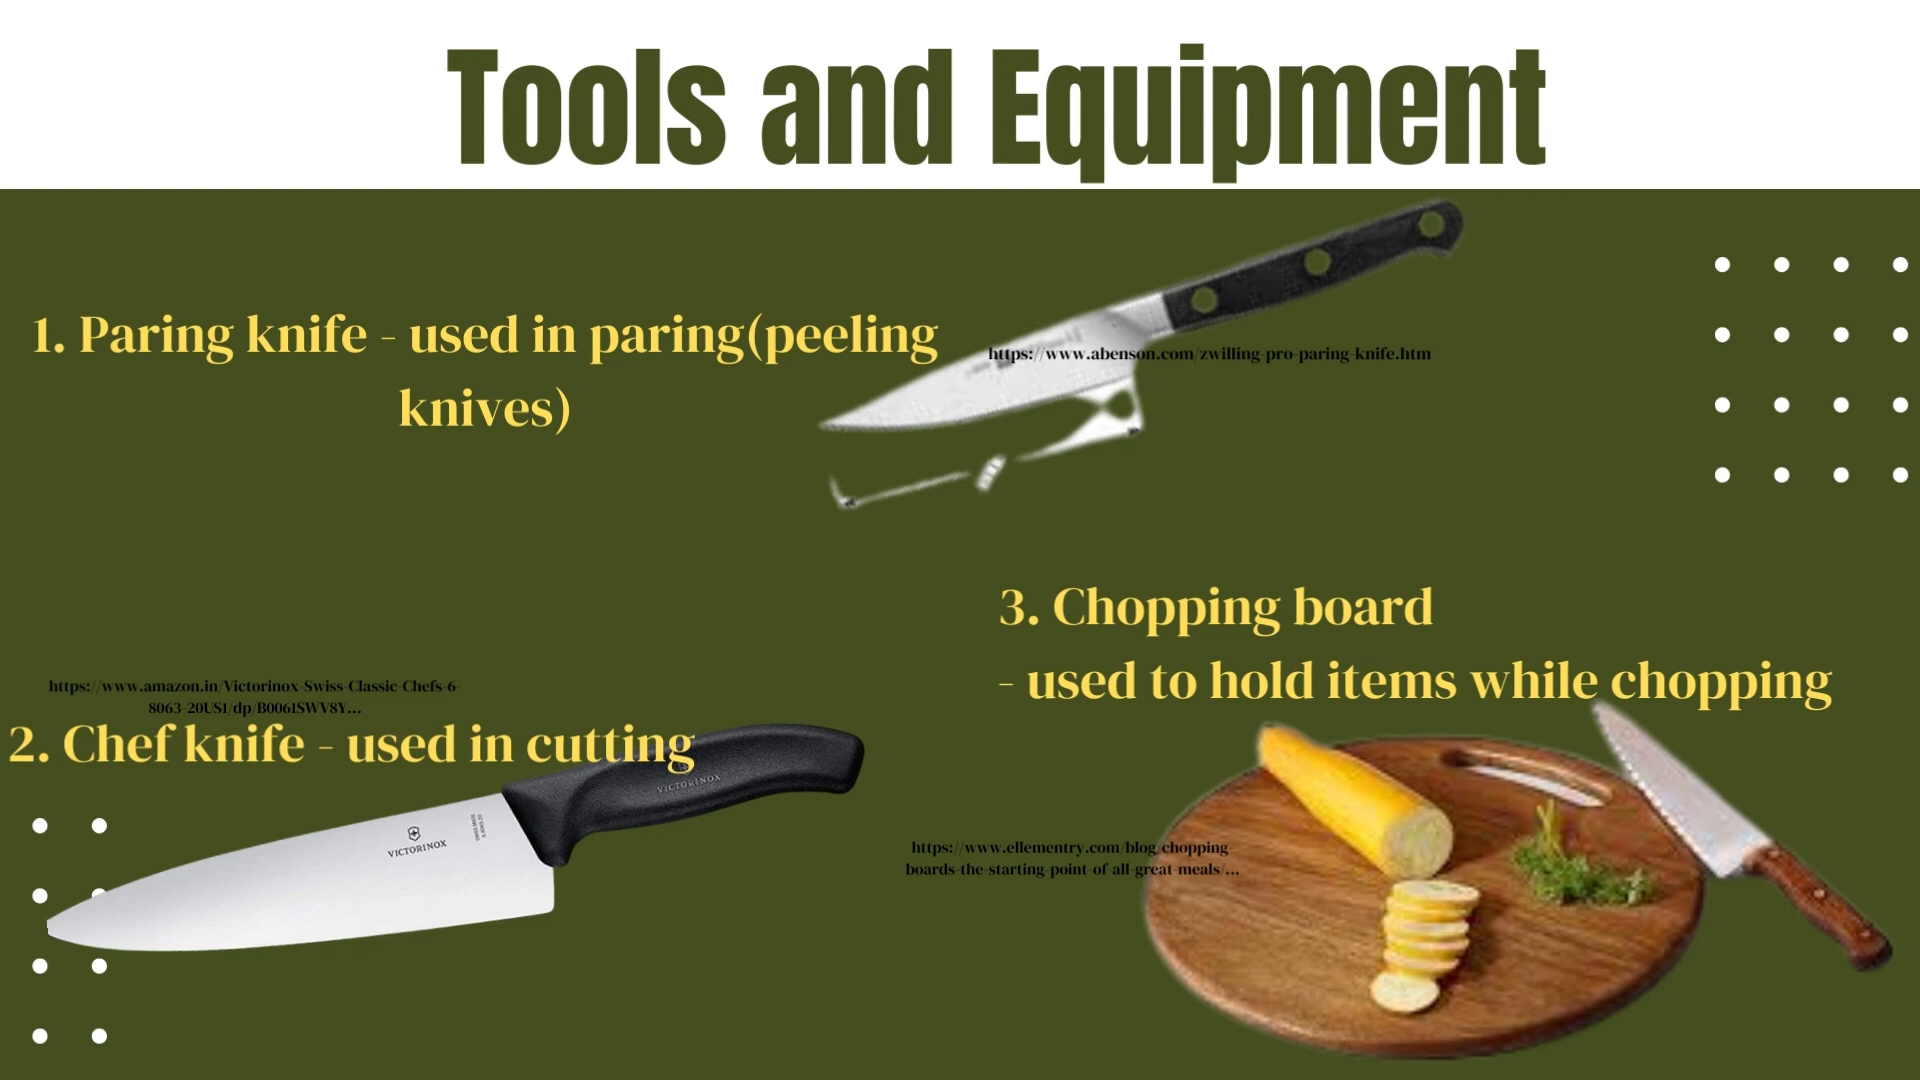 Tools and Equipment
1. Paring knife - used in paring(peeling
knives)
https://www.abenson.com/zwilling-pro-paring-knife.htm
3. Chopping board
- used to hold items while chopping
https://www.amazon.in/Victorinox-Swiss-Classic-Chefs-6-
8063-20US1/dp/B0061SWV8Y...
2. Chef knife - used in cutting
VICTORINOX
VICTORINOX
https://www.ellementry.com/blog/chopping-
boards-the-starting-point-of-all-great-meals/...